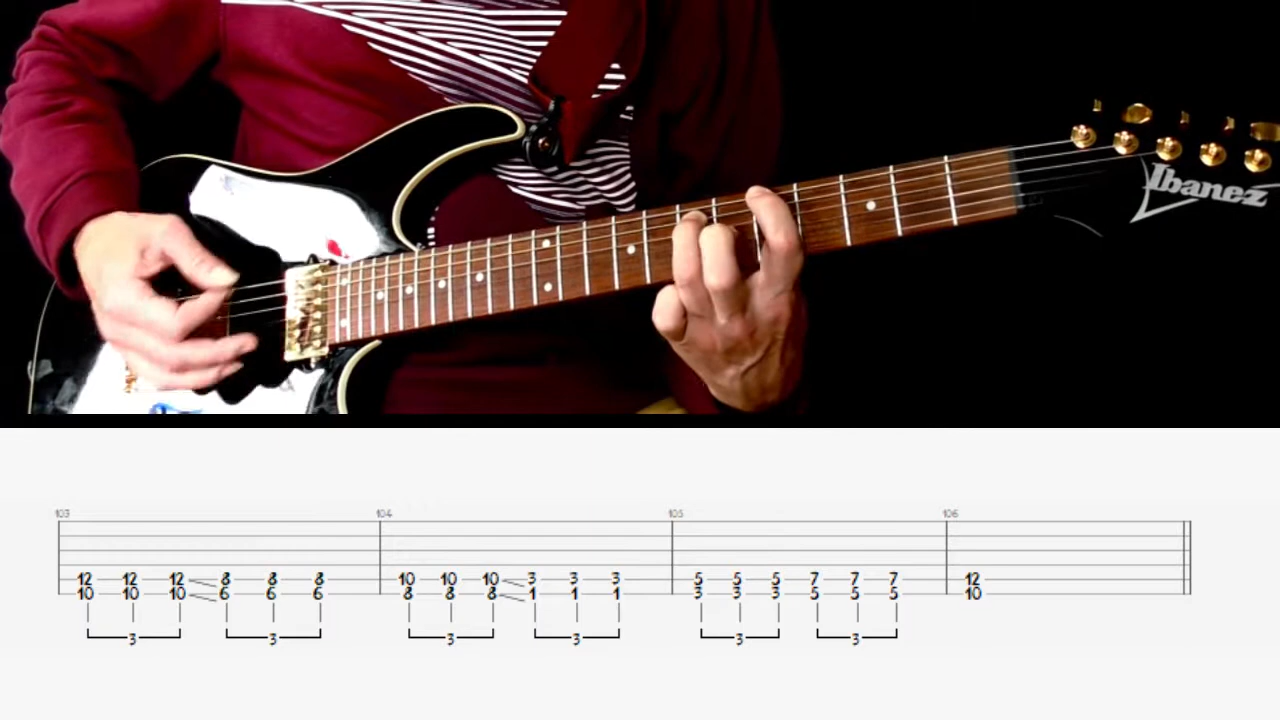 Ibanez
103 104 105 106
12 12 12 8 8 8 10 10 10 3 3 3 5 5 5 7 7 7 12
10 10 10 6 6 6 8 8 8 1 1 1 3 3 3 5 5 5 10
3 3 3 3 3 3